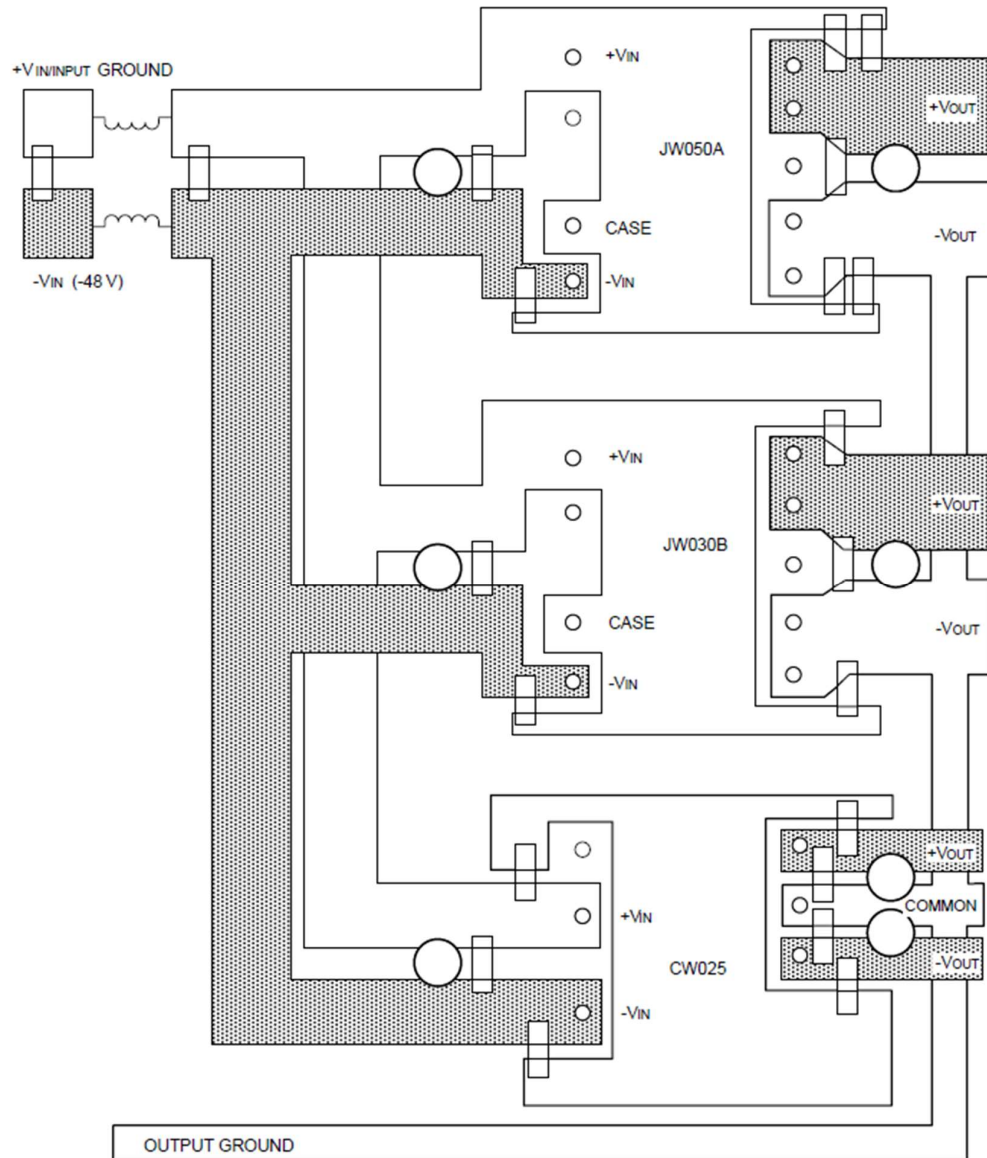 +VIN/INPUT GROUND
-VIN (-48 V)
+VIN
JW050A
CASE
-VIN
+VOUT
-VOUT
+VIN
JW030B
CASE
-VIN
+VOUT
-VOUT
+VIN
CW025
-VIN
+VOUT
COMMON
-VOUT
OUTPUT GROUND